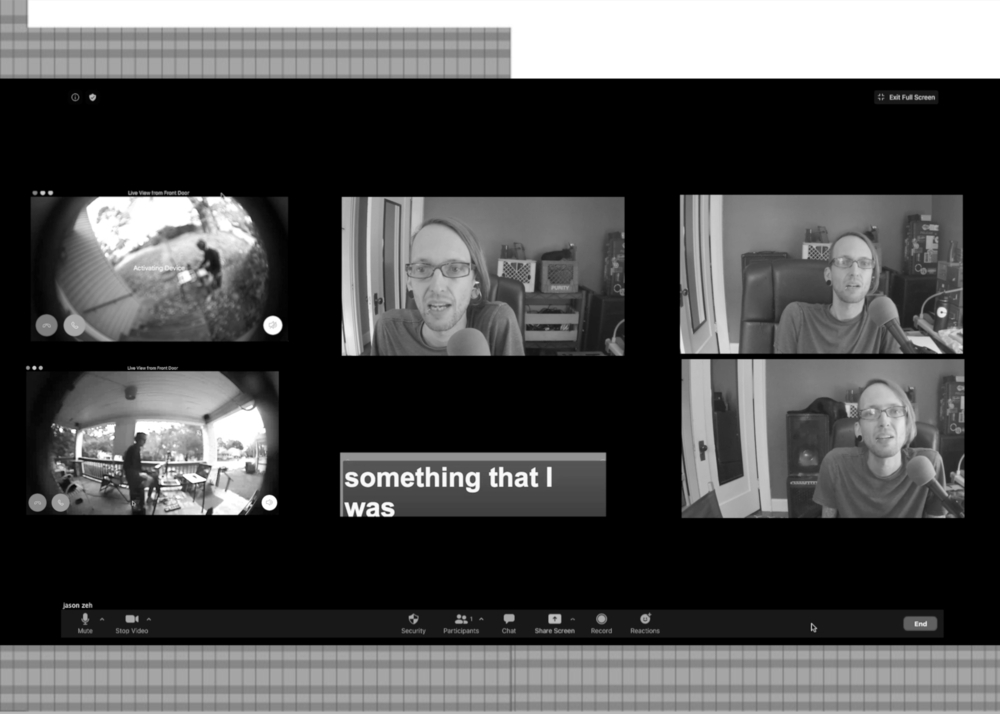 Exit Full Screen
Live View from Front Door
Activating Device
Live View from Front Door
something that I
was
jason zeh
Mute
Stop Video
Security
Participants
1
Chat
Share Screen
Record
Reactions
End